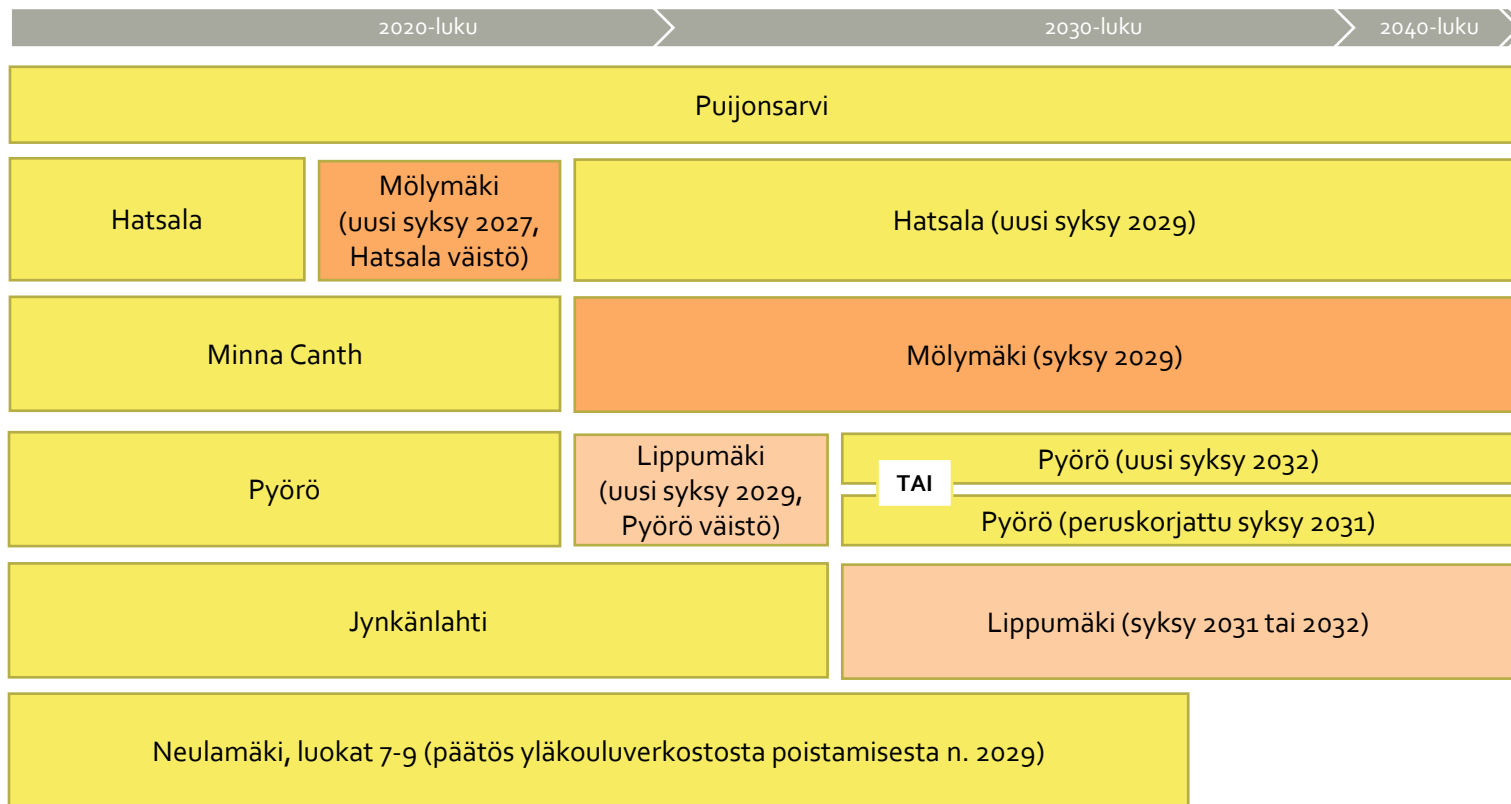 2020-luku
2030-luku
2040-luku
Puijonsarvi
Hatsala
Mölymäki
(uusi syksy 2027,
Hatsala väistö)
Hatsala (uusi syksy 2029)
Minna Canth
Mölymäki (syksy 2029)
Pyörö
Lippumäki
(uusi syksy 2029,
Pyörö väistö)
Pyörö (uusi syksy 2032)
TAI
Pyörö (peruskorjattu syksy 2031)
Jynkänlahti
Lippumäki (syksy 2031 tai 2032)
Neulamäki, luokat 7-9 (päätös yläkouluverkostosta poistamisesta n. 2029)